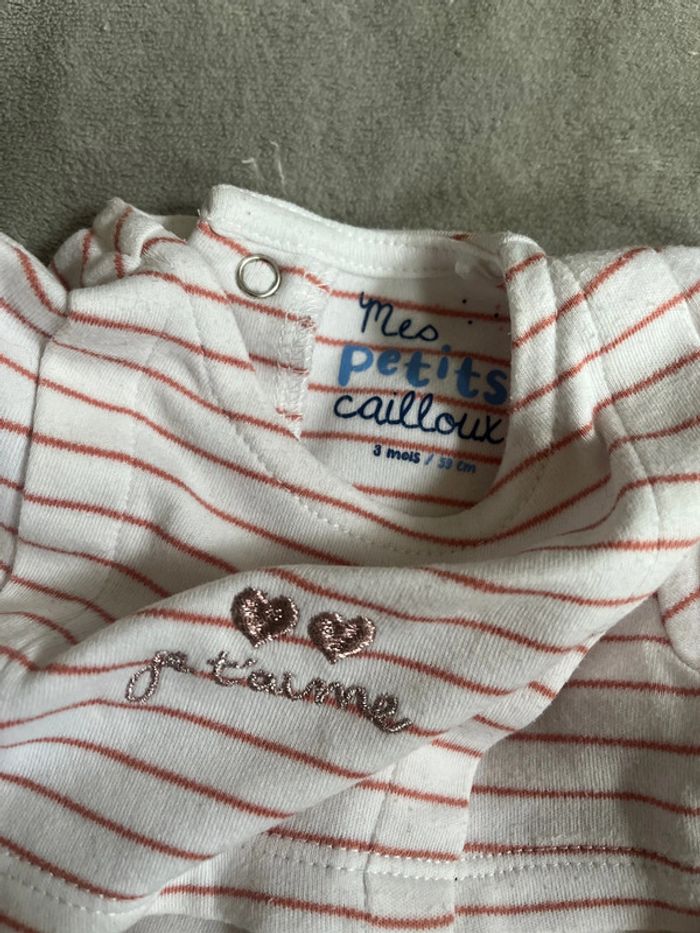 Mes
petits
cailloux
3 mois / 59 cm
je t'aime